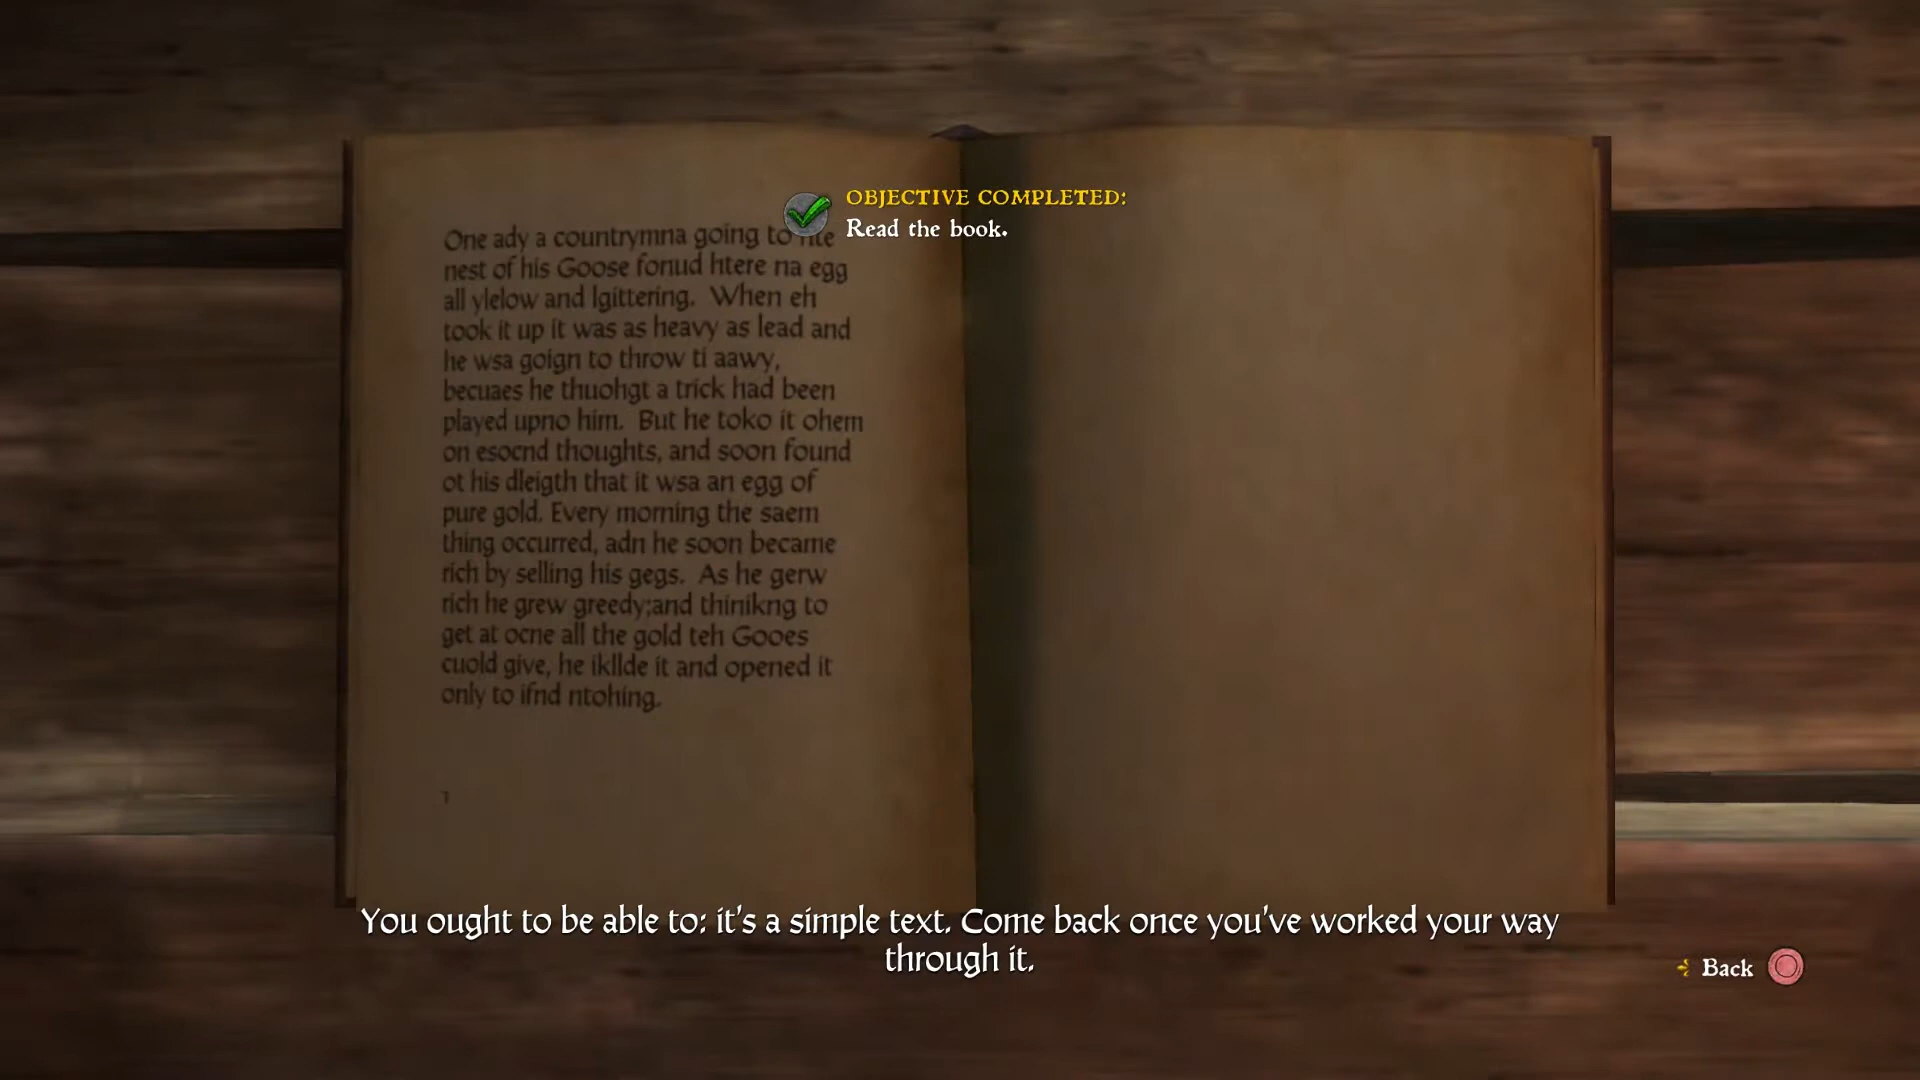 OBJECTIVE COMPLETED:
Read the book.
One ady a countrymna going to hte
nest of his Goose fonud htere na egg
all ylelow and lgittering. When eh
took it up it was as heavy as lead and
he wsa goign to throw ti aawy,
becuaes he thuohgt a trick had been
played upno him. But he toko it ohem
on esocnd thoughts, and soon found
ot his dleigth that it wsa an egg of
pure gold. Every morning the saem
thing occurred, adn he soon became
rich by selling his gegs. As he gerw
rich he grew greedy;and thinikng to
get at ocne all the gold teh Gooes
cuold give, he ikllde it and opened it
only to ifnd ntohing.
1
You ought to be able to: it's a simple text. Come back once you've worked your way
through it.
Back